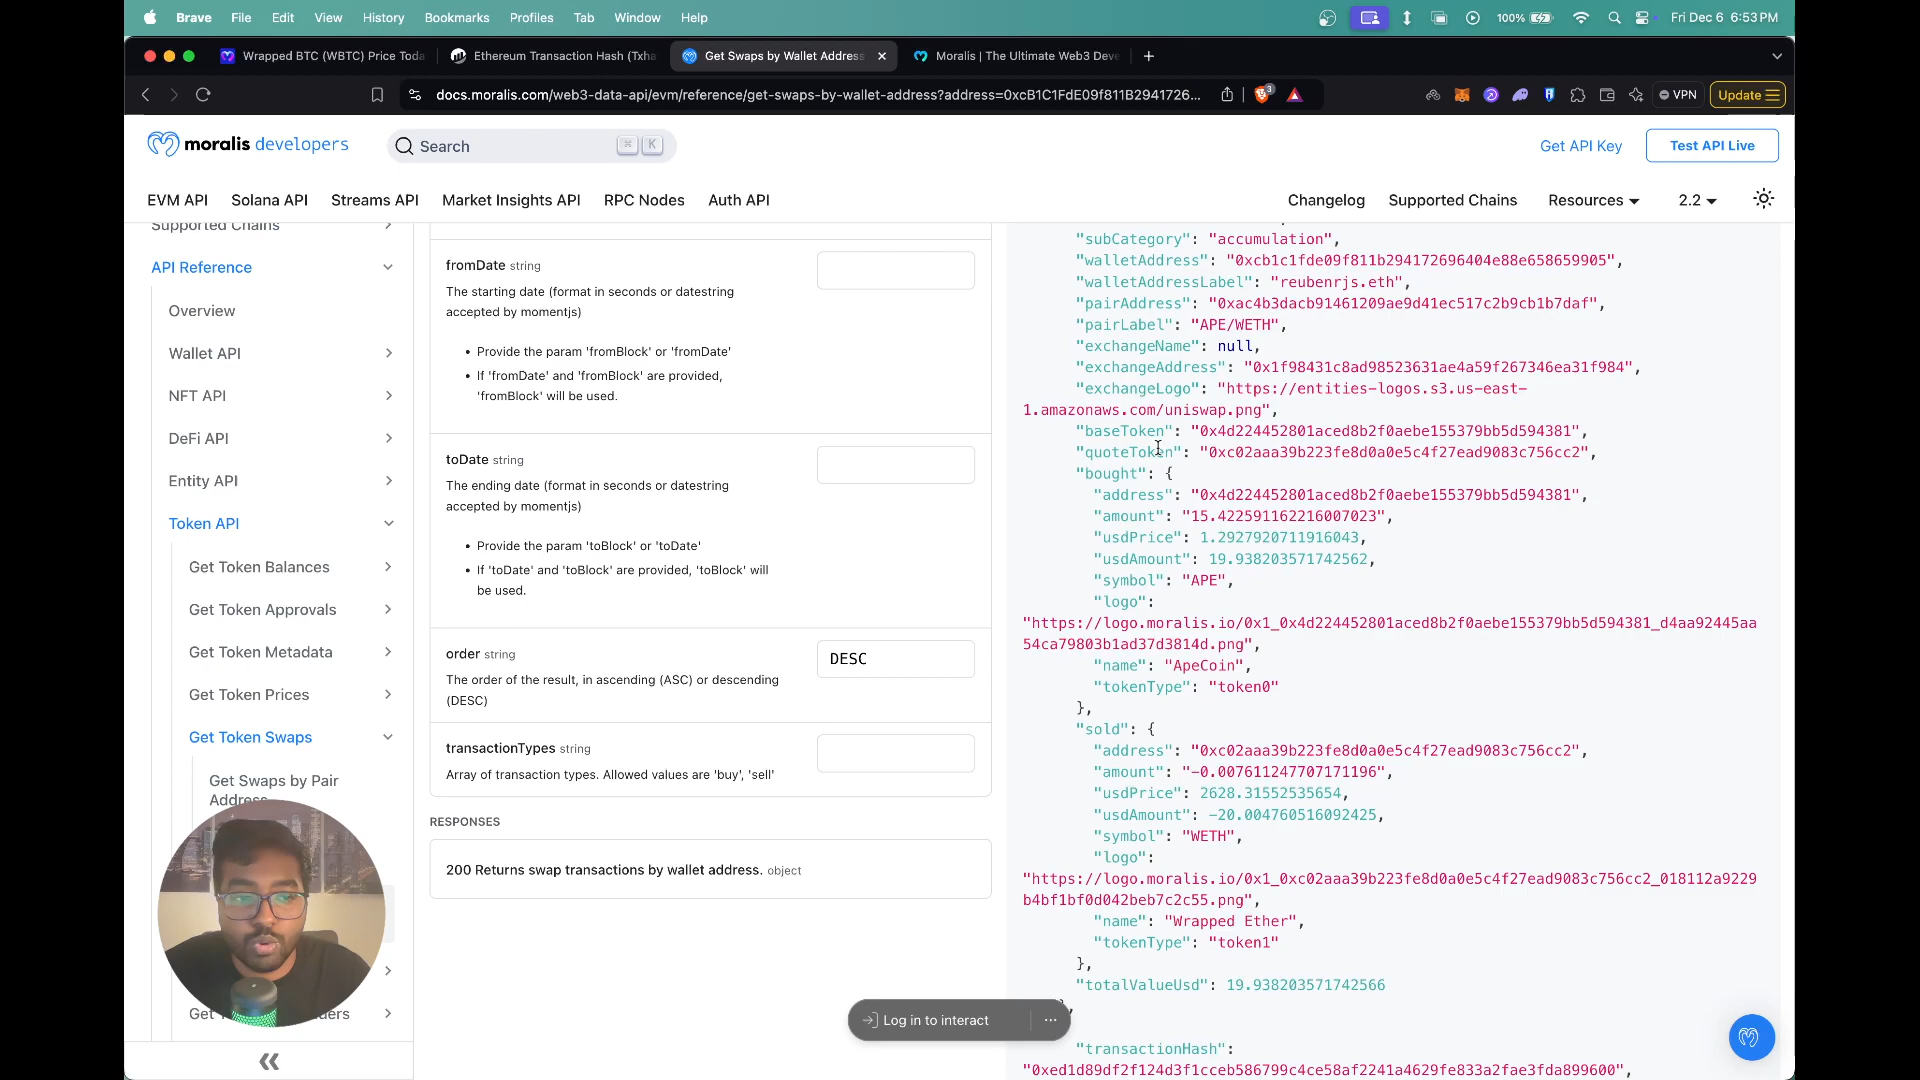 Brave File Edit View History Bookmarks Profiles Tab Window Help
100% Fri Dec 6 6:53 PM
Wrapped BTC (WBTC) Price Toda
Ethereum Transaction Hash (Txha
Get Swaps by Wallet Address
Moralis | The Ultimate Web3 Deve
docs.moralis.com/web3-data-api/evm/reference/get-swaps-by-wallet-address?address=0xcB1C1FdE09f811B2941726...
3
VPN
Update
moralis developers
Search
⌘ K
Get API Key
Test API Live
EVM API Solana API Streams API Market Insights API RPC Nodes Auth API
Changelog Supported Chains Resources 2.2
Supported Chains
API Reference
Overview
Wallet API
NFT API
DeFi API
Entity API
Token API
Get Token Balances
Get Token Approvals
Get Token Metadata
Get Token Prices
Get Token Swaps
Get Swaps by Pair
Address
fromDate string
The starting date (format in seconds or datestring
accepted by momentjs)
• Provide the param 'fromBlock' or 'fromDate'
• If 'fromDate' and 'fromBlock' are provided,
'fromBlock' will be used.
toDate string
The ending date (format in seconds or datestring
accepted by momentjs)
• Provide the param 'toBlock' or 'toDate'
• If 'toDate' and 'toBlock' are provided, 'toBlock' will
be used.
order string
DESC
The order of the result, in ascending (ASC) or descending
(DESC)
transactionTypes string
Array of transaction types. Allowed values are 'buy', 'sell'
RESPONSES
200 Returns swap transactions by wallet address. object
"subCategory": "accumulation",
"walletAddress": "0xcb1c1fde09f811b294172696404e88e658659905",
"walletAddressLabel": "reubenrjs.eth",
"pairAddress": "0xac4b3dacb91461209ae9d41ec517c2b9cb1b7daf",
"pairLabel": "APE/WETH",
"exchangeName": null,
"exchangeAddress": "0x1f98431c8ad98523631ae4a59f267346ea31f984",
"exchangeLogo": "https://entities-logos.s3.us-east-
1.amazonaws.com/uniswap.png",
"baseToken": "0x4d224452801aced8b2f0aebe155379bb5d594381",
"quoteToken": "0xc02aaa39b223fe8d0a0e5c4f27ead9083c756cc2",
"bought": {
"address": "0x4d224452801aced8b2f0aebe155379bb5d594381",
"amount": "15.422591162216007023",
"usdPrice": 1.2927920711916043,
"usdAmount": 19.938203571742562,
"symbol": "APE",
"logo":
"https://logo.moralis.io/0x1_0x4d224452801aced8b2f0aebe155379bb5d594381_d4aa92445aa
54ca79803b1ad37d3814d.png",
"name": "ApeCoin",
"tokenType": "token0"
},
"sold": {
"address": "0xc02aaa39b223fe8d0a0e5c4f27ead9083c756cc2",
"amount": "-0.007611247707171196",
"usdPrice": 2628.31552535654,
"usdAmount": -20.004760516092425,
"symbol": "WETH",
"logo":
"https://logo.moralis.io/0x1_0xc02aaa39b223fe8d0a0e5c4f27ead9083c756cc2_018112a9229
b4bf1bf0d042beb7c2c55.png",
"name": "Wrapped Ether",
"tokenType": "token1"
},
"totalValueUsd": 19.938203571742566
"transactionHash":
"0xed1d89df2f124d3f1cceb586799c4ce58af2241a4629fe833a2fae3fda899600",
Log in to interact ...